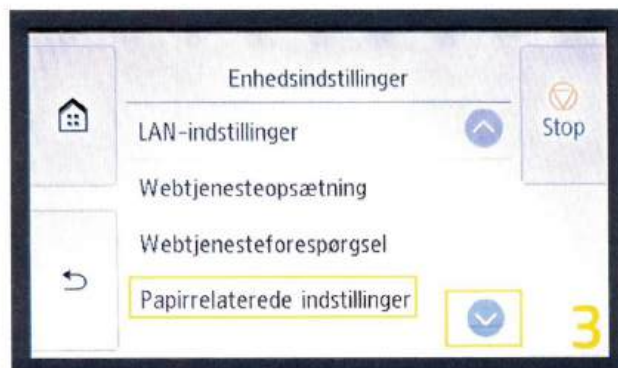 Enhedsindstillinger
LAN-indstillinger
Stop
Webtjenesteopsætning
Webtjenesteforespørgsel
Papirrelaterede indstillinger
3